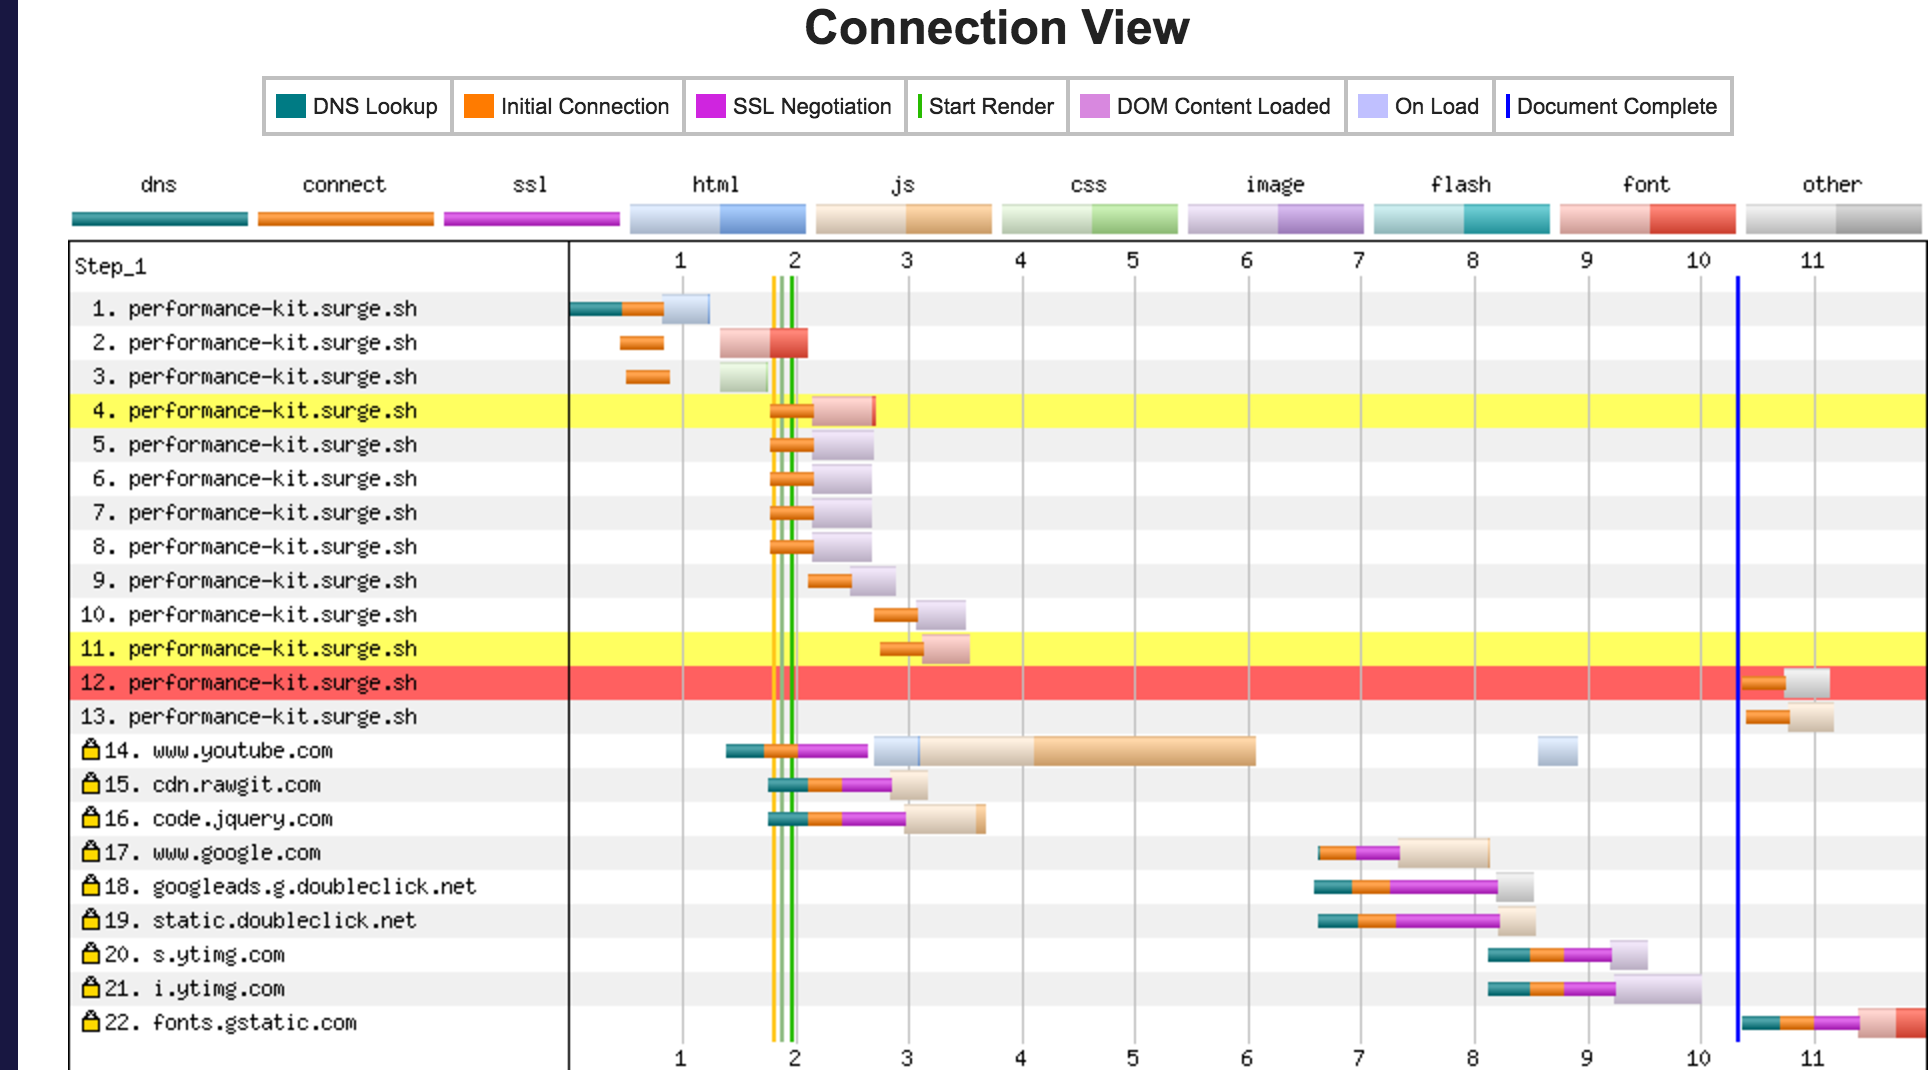 Connection View
DNS Lookup Initial Connection SSL Negotiation Start Render DOM Content Loaded On Load Document Complete
dns connect ssl html js css image flash font other
Step_1 1 2 3 4 5 6 7 8 9 10 11
1. performance-kit.surge.sh
2. performance-kit.surge.sh
3. performance-kit.surge.sh
4. performance-kit.surge.sh
5. performance-kit.surge.sh
6. performance-kit.surge.sh
7. performance-kit.surge.sh
8. performance-kit.surge.sh
9. performance-kit.surge.sh
10. performance-kit.surge.sh
11. performance-kit.surge.sh
12. performance-kit.surge.sh
13. performance-kit.surge.sh
14. www.youtube.com
15. cdn.rawgit.com
16. code.jquery.com
17. www.google.com
18. googleads.g.doubleclick.net
19. static.doubleclick.net
20. s.ytimg.com
21. i.ytimg.com
22. fonts.gstatic.com
1 2 3 4 5 6 7 8 9 10 11